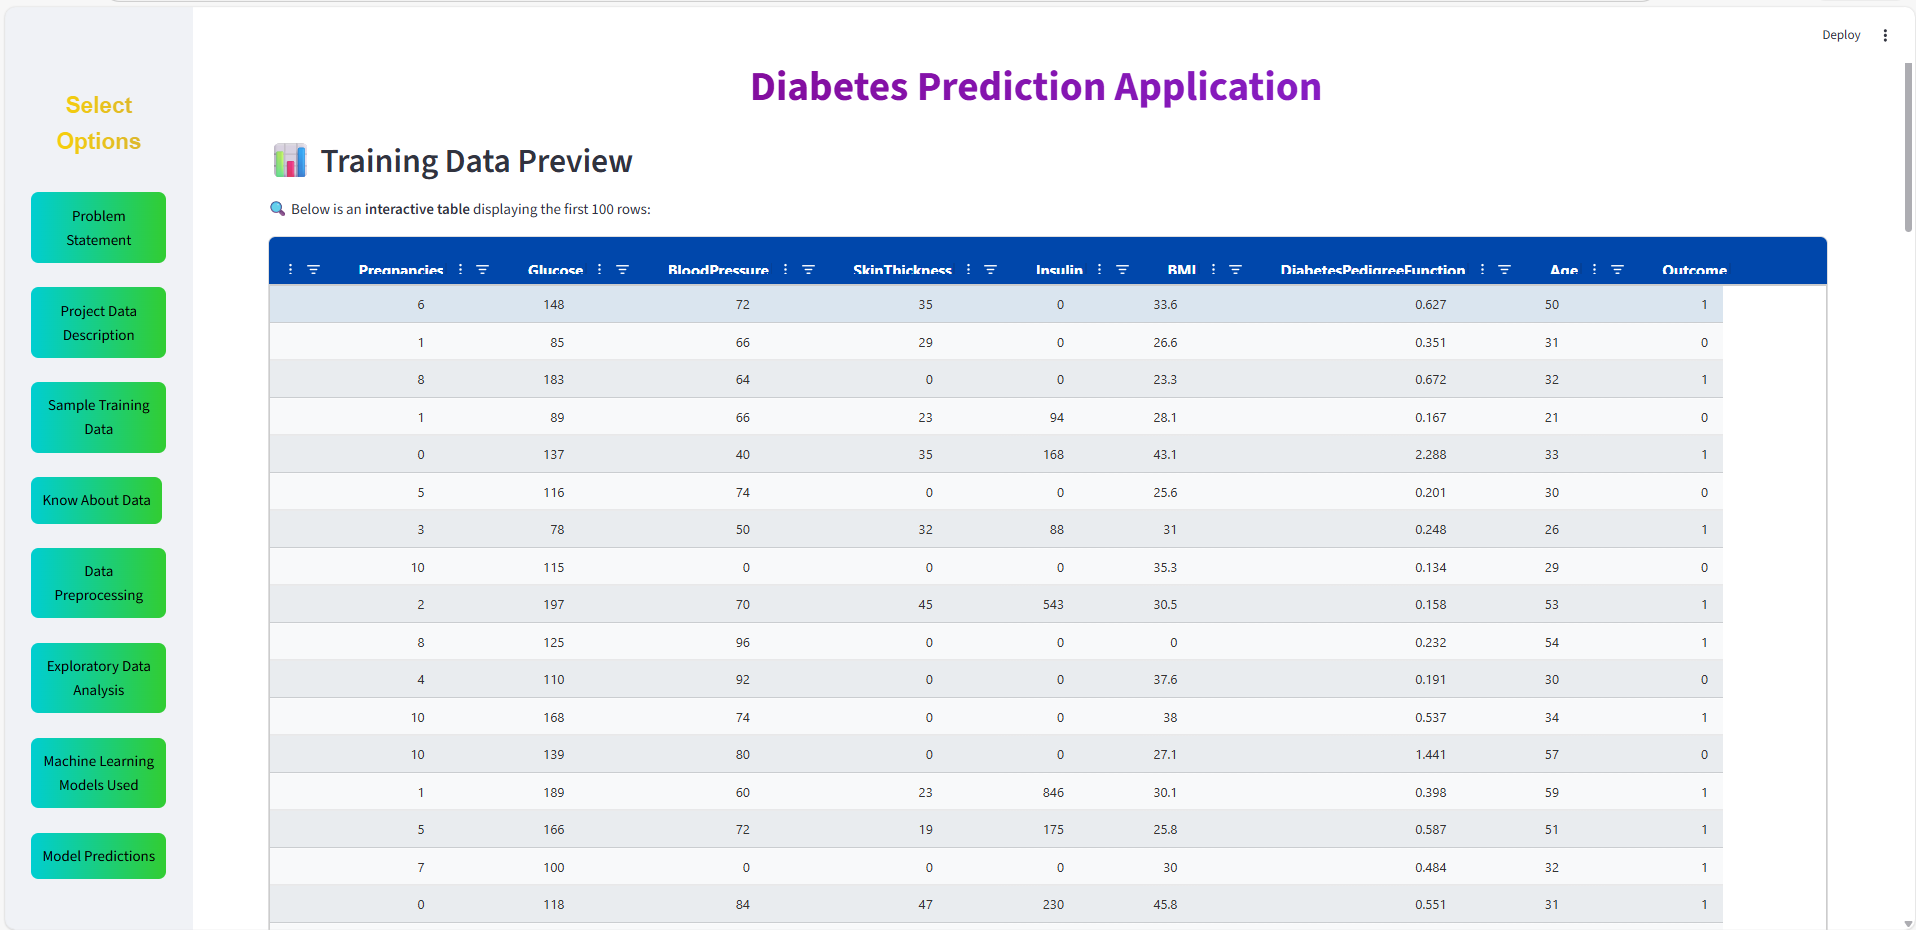 Deploy
Select
Options
Problem
Statement
Project Data
Description
Sample Training
Data
Know About Data
Data
Preprocessing
Exploratory Data
Analysis
Machine Learning
Models Used
Model Predictions
Diabetes Prediction Application
Training Data Preview
Below is an interactive table displaying the first 100 rows:
Pregnancies Glucose BloodPressure SkinThickness Insulin BMI DiabetesPedigreeFunction Age Outcome
6 148 72 35 0 33.6 0.627 50 1
1 85 66 29 0 26.6 0.351 31 0
8 183 64 0 0 23.3 0.672 32 1
1 89 66 23 94 28.1 0.167 21 0
0 137 40 35 168 43.1 2.288 33 1
5 116 74 0 0 25.6 0.201 30 0
3 78 50 32 88 31 0.248 26 1
10 115 0 0 0 35.3 0.134 29 0
2 197 70 45 543 30.5 0.158 53 1
8 125 96 0 0 0 0.232 54 1
4 110 92 0 0 37.6 0.191 30 0
10 168 74 0 0 38 0.537 34 1
10 139 80 0 0 27.1 1.441 57 0
1 189 60 23 846 30.1 0.398 59 1
5 166 72 19 175 25.8 0.587 51 1
7 100 0 0 0 30 0.484 32 1
0 118 84 47 230 45.8 0.551 31 1